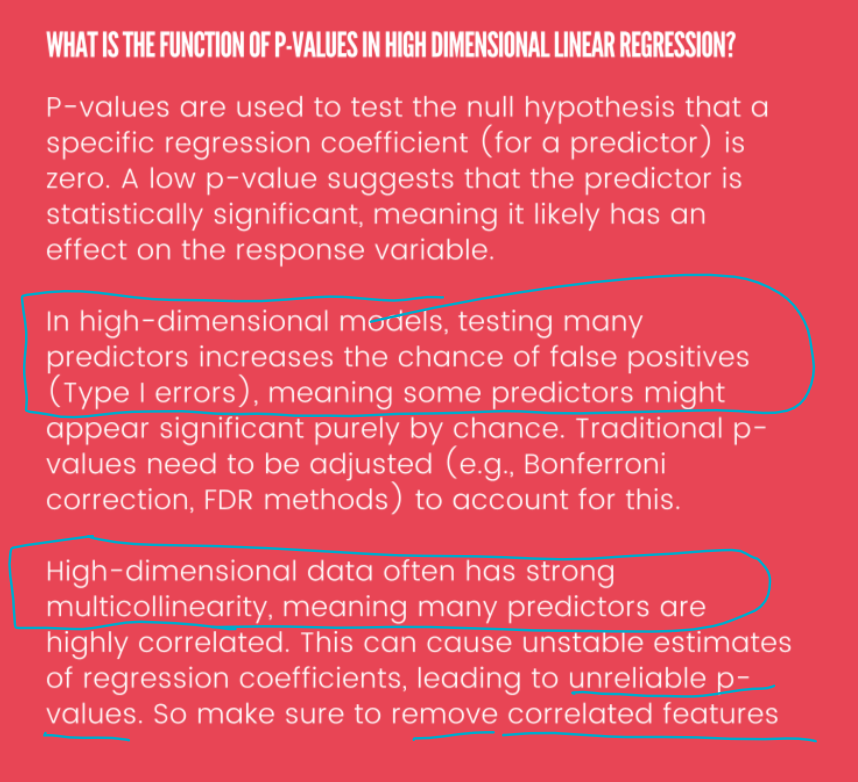 WHAT IS THE FUNCTION OF P-VALUES IN HIGH DIMENSIONAL LINEAR REGRESSION?
P-values are used to test the null hypothesis that a
specific regression coefficient (for a predictor) is
zero. A low p-value suggests that the predictor is
statistically significant, meaning it likely has an
effect on the response variable.
In high-dimensional models, testing many
predictors increases the chance of false positives
(Type I errors), meaning some predictors might
appear significant purely by chance. Traditional p-
values need to be adjusted (e.g., Bonferroni
correction, FDR methods) to account for this.
High-dimensional data often has strong
multicollinearity, meaning many predictors are
highly correlated. This can cause unstable estimates
of regression coefficients, leading to unreliable p-
values. So make sure to remove correlated features